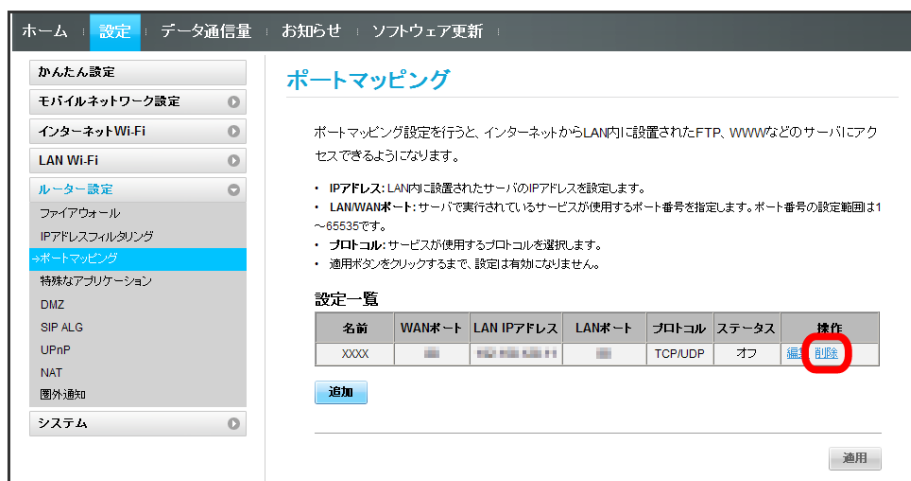 ホーム 設定 データ通信量 お知らせ ソフトウェア更新
かんたん設定
モバイルネットワーク設定
インターネットWi-Fi
LAN Wi-Fi
ルーター設定
ファイアウォール
IPアドレスフィルタリング
→ポートマッピング
特殊なアプリケーション
DMZ
SIP ALG
UPnP
NAT
圏外通知
システム
ポートマッピング
ポートマッピング設定を行うと、インターネットからLAN内に設置されたFTP、WWWなどのサーバにアク
セスできるようになります。
・ IPアドレス:LAN内に設置されたサーバのIPアドレスを設定します。
・ LAN/WANポート:サーバで実行されているサービスが使用するポート番号を指定します。ポート番号の設定範囲は1
～65535です。
・ プロトコル:サービスが使用するプロトコルを選択します。
・ 適用ボタンをクリックするまで、設定は有効になりません。
設定一覧
名前 WANポート LAN IPアドレス LANポート プロトコル ステータス 操作
XXXX TCP/UDP オフ 編集 削除
追加
適用